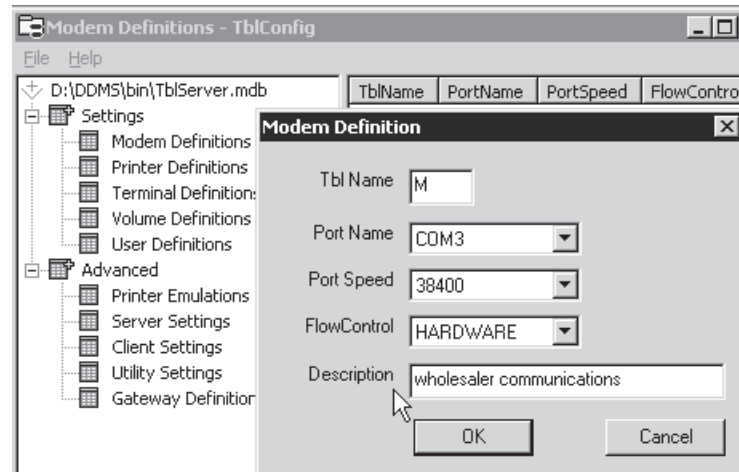 Modem Definitions - TblConfig
File Help
D:\DDMS\bin\TblServer.mdb
Settings
Modem Definitions
Printer Definitions
Terminal Definition:
Volume Definitions
User Definitions
Advanced
Printer Emulations
Server Settings
Client Settings
Utility Settings
Gateway Definitior
TblName PortName PortSpeed FlowContro
Modem Definition
Tbl Name M
Port Name COM3
Port Speed 38400
FlowControl HARDWARE
Description wholesaler communications
OK Cancel